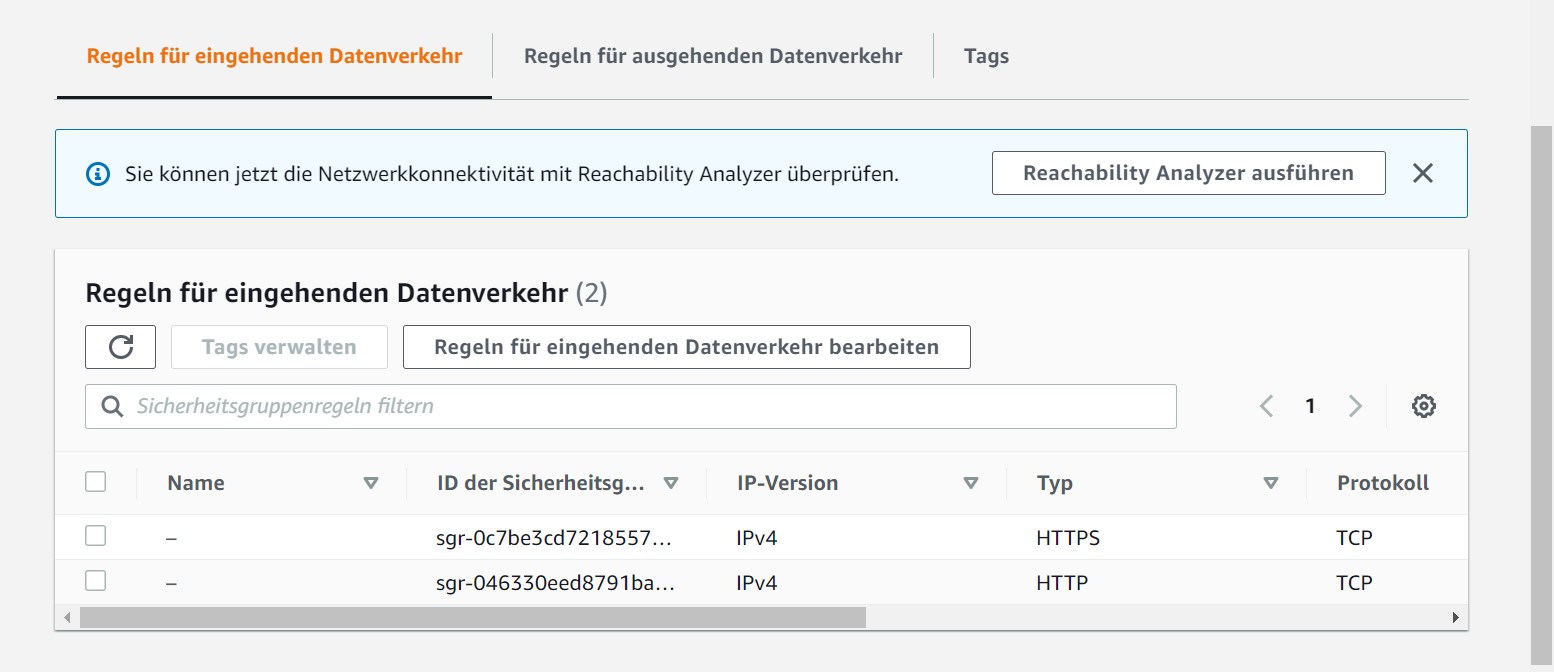 Regeln für eingehenden Datenverkehr Regeln für ausgehenden Datenverkehr Tags
Sie können jetzt die Netzwerkkonnektivität mit Reachability Analyzer überprüfen. Reachability Analyzer ausführen
Regeln für eingehenden Datenverkehr (2)
Tags verwalten Regeln für eingehenden Datenverkehr bearbeiten
Sicherheitsgruppenregeln filtern 1
Name ID der Sicherheitsg... IP-Version Typ Protokoll
– sgr-0c7be3cd7218557... IPv4 HTTPS TCP
– sgr-046330eed8791ba... IPv4 HTTP TCP